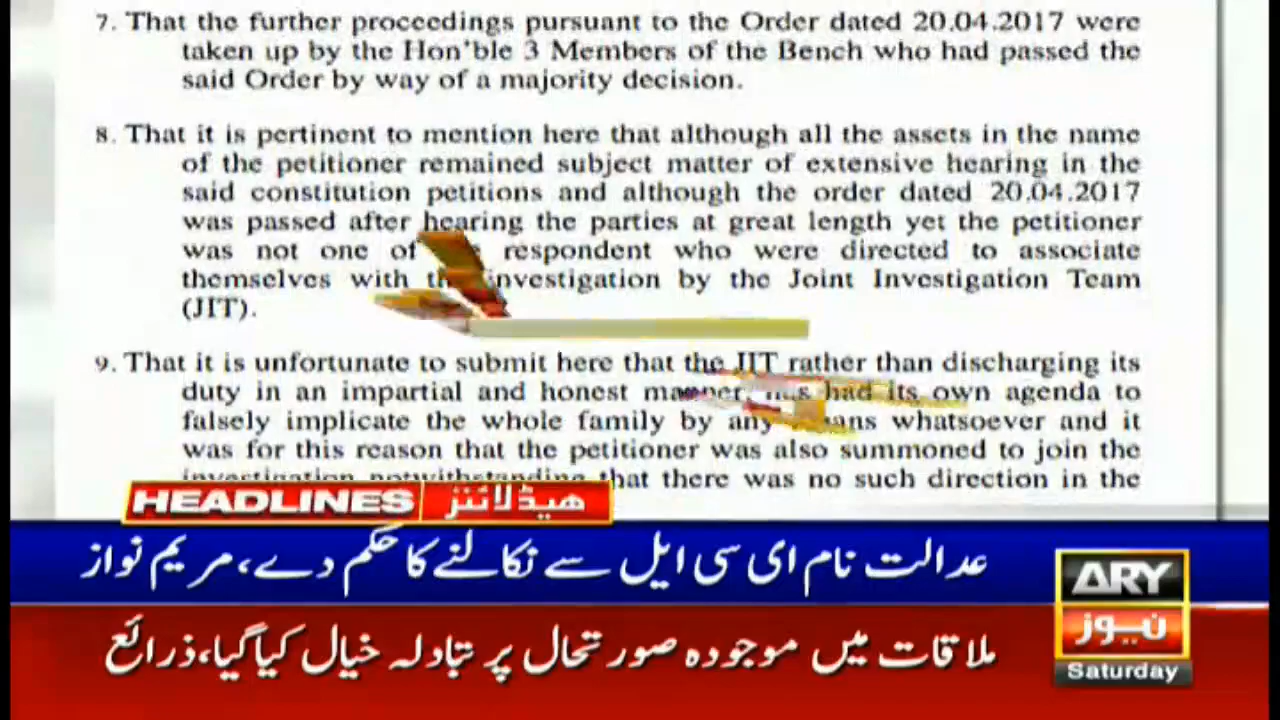 7. That the further proceedings pursuant to the Order dated 20.04.2017 were
taken up by the Hon'ble 3 Members of the Bench who had passed the
said Order by way of a majority decision.
8. That it is pertinent to mention here that although all the assets in the name
of the petitioner remained subject matter of extensive hearing in the
said constitution petitions and although the order dated 20.04.2017
was passed after hearing the parties at great length yet the petitioner
was not one of respondent who were directed to associate
themselves with investigation by the Joint Investigation Team
(JIT).
9. That it is unfortunate to submit here that the JIT rather than discharging its
duty in an impartial and honest manner, has had its own agenda to
falsely implicate the whole family by any means whatsoever and it
was for this reason that the petitioner was also summoned to join the
investigation notwithstanding that there was no such direction in the
HEADLINES ہیڈلائنز
عدالت نام ای سی ایل سے نکالنے کا حکم دے، مریم نواز
ملاقات میں موجودہ صورتحال پر تبادلہ خیال کیا گیا، ذرائع
ARY
نیوز
Saturday